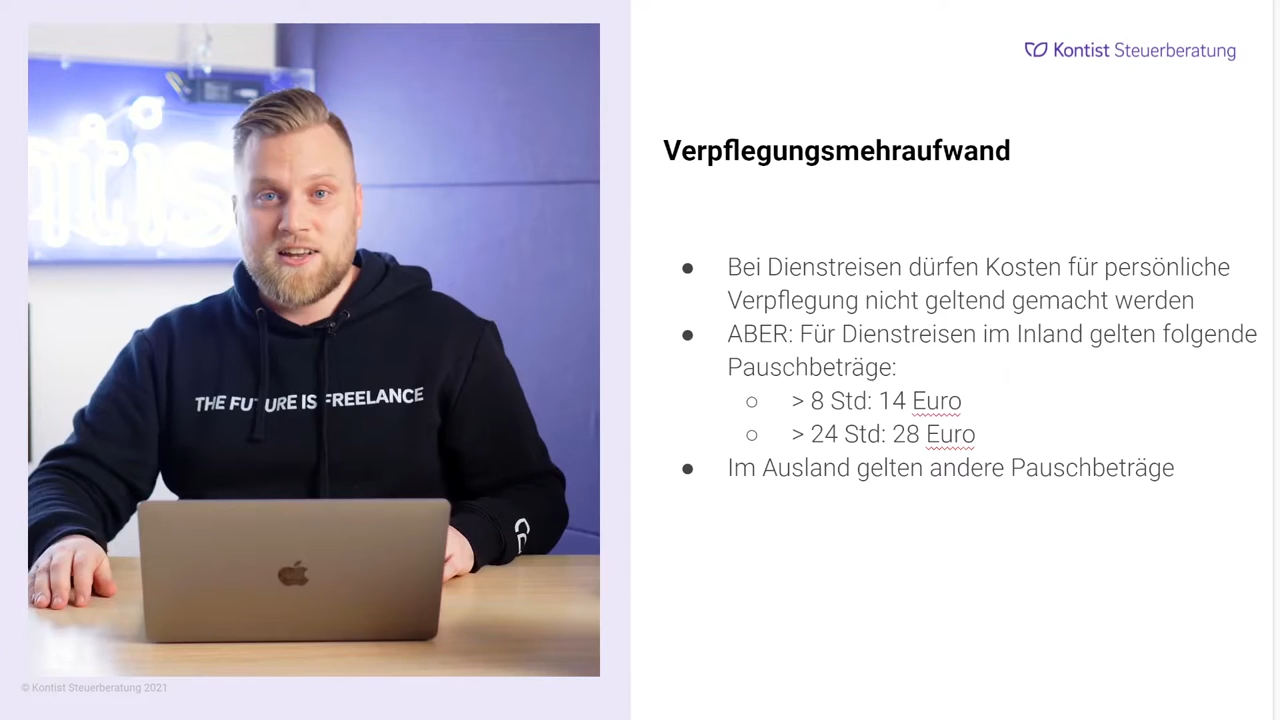 Kontist Steuerberatung
Verpflegungsmehraufwand
● Bei Dienstreisen dürfen Kosten für persönliche
Verpflegung nicht geltend gemacht werden
● ABER: Für Dienstreisen im Inland gelten folgende
Pauschbeträge:
○ > 8 Std: 14 Euro
○ > 24 Std: 28 Euro
● Im Ausland gelten andere Pauschbeträge
THE FUTURE IS FREELANCE
© Kontist Steuerberatung 2021